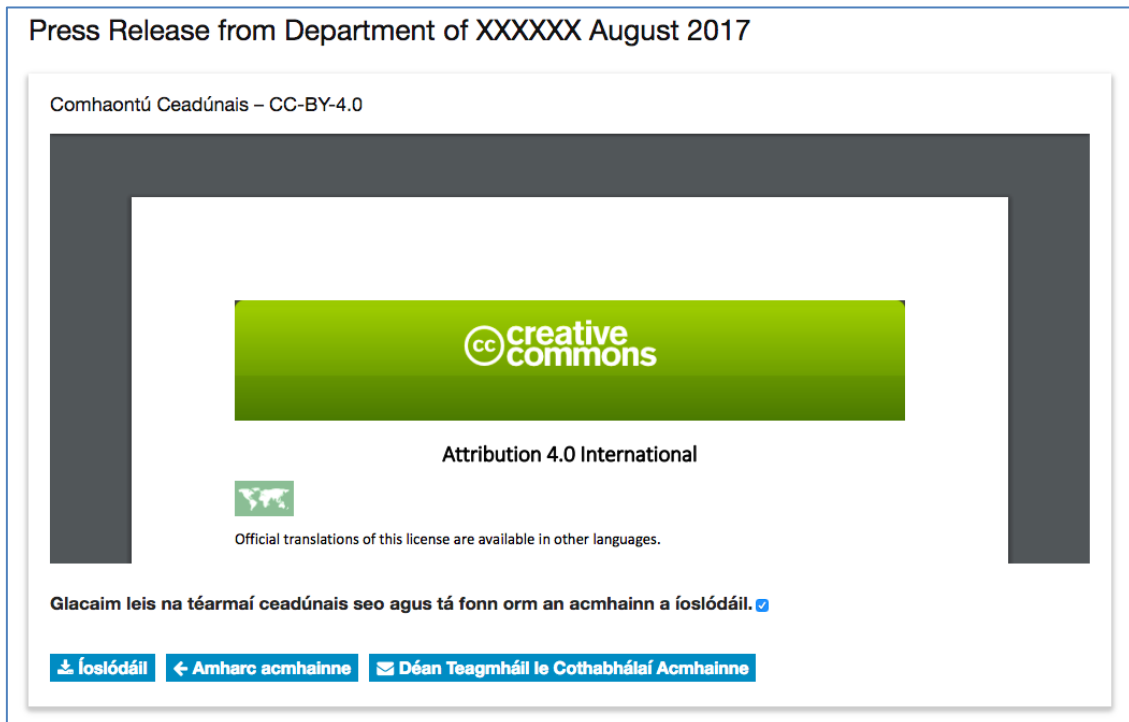 Press Release from Department of XXXXXX August 2017
Comhaontú Ceadúnais – CC-BY-4.0
cc creative
commons
Attribution 4.0 International
Official translations of this license are available in other languages.
Glacaim leis na téarmaí ceadúnais seo agus tá fonn orm an acmhainn a íoslódáil.
Íoslódáil Amharc acmhainne Déan Teagmháil le Cothabhálaí Acmhainne